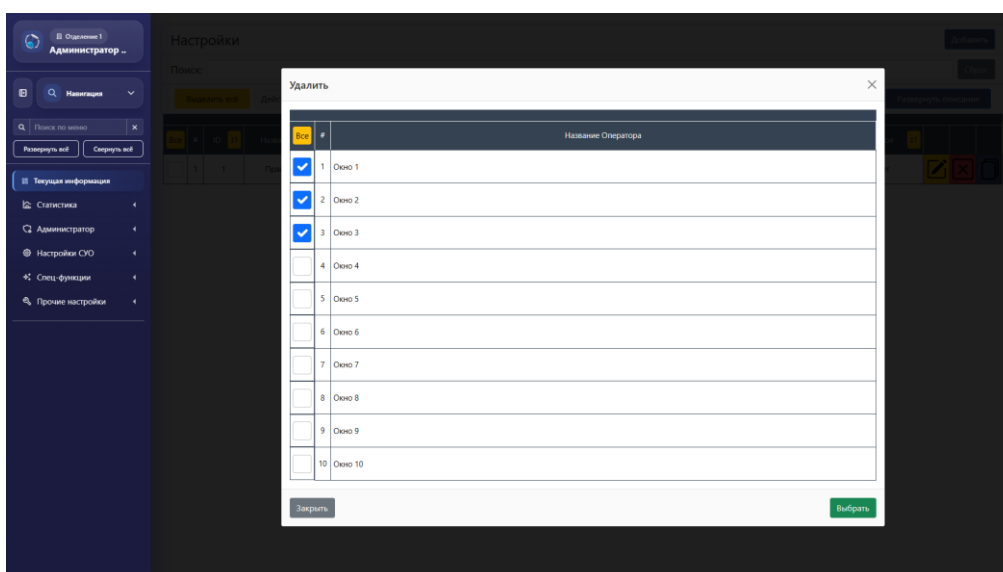 Отделение 1
Администратор ..
Навигация
Поиск по меню
Развернуть всё Свернуть всё
Текущая информация
Статистика
Администратор
Настройки СУО
Спец-функции
Прочие настройки
Настройки
Добавить
Поиск:
Выделить всё
Развернуть описание
# ID
1 1
Удалить
Все # Название Оператора
1 Окно 1
2 Окно 2
3 Окно 3
4 Окно 4
5 Окно 5
6 Окно 6
7 Окно 7
8 Окно 8
9 Окно 9
10 Окно 10
Закрыть Выбрать